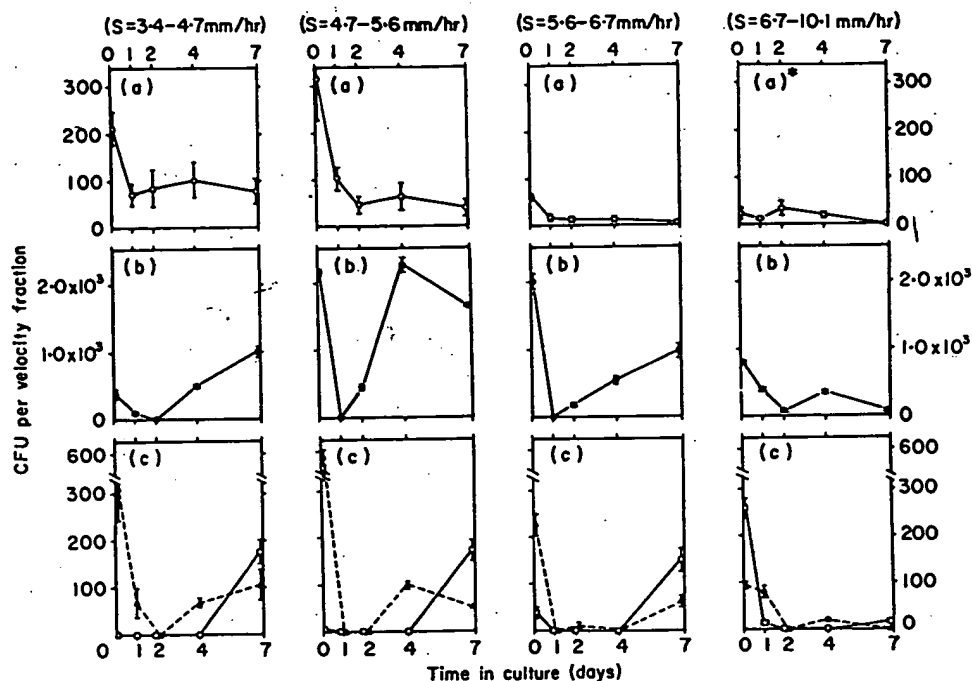 (S=3·4–4·7mm/hr) (S=4·7–5·6mm/hr) (S=5·6–6·7mm/hr) (S=6·7–10·1mm/hr)
0 1 2 4 7 0 1 2 4 7 0 1 2 4 7 0 1 2 4 7
300 (a) (a) (a) (a)* 300
200 200
100 100
0 0
(b) (b) (b) (b)
2·0x10³ 2·0x10³
1·0x10³ 1·0x10³
0 0
CFU per velocity fraction
600 (c) (c) (c) (c) 600
300 300
200 200
100 100
0
0 1 2 4 7 0 1 2 4 7 0 1 2 4 7 0 1 2 4 7
Time in culture (days)